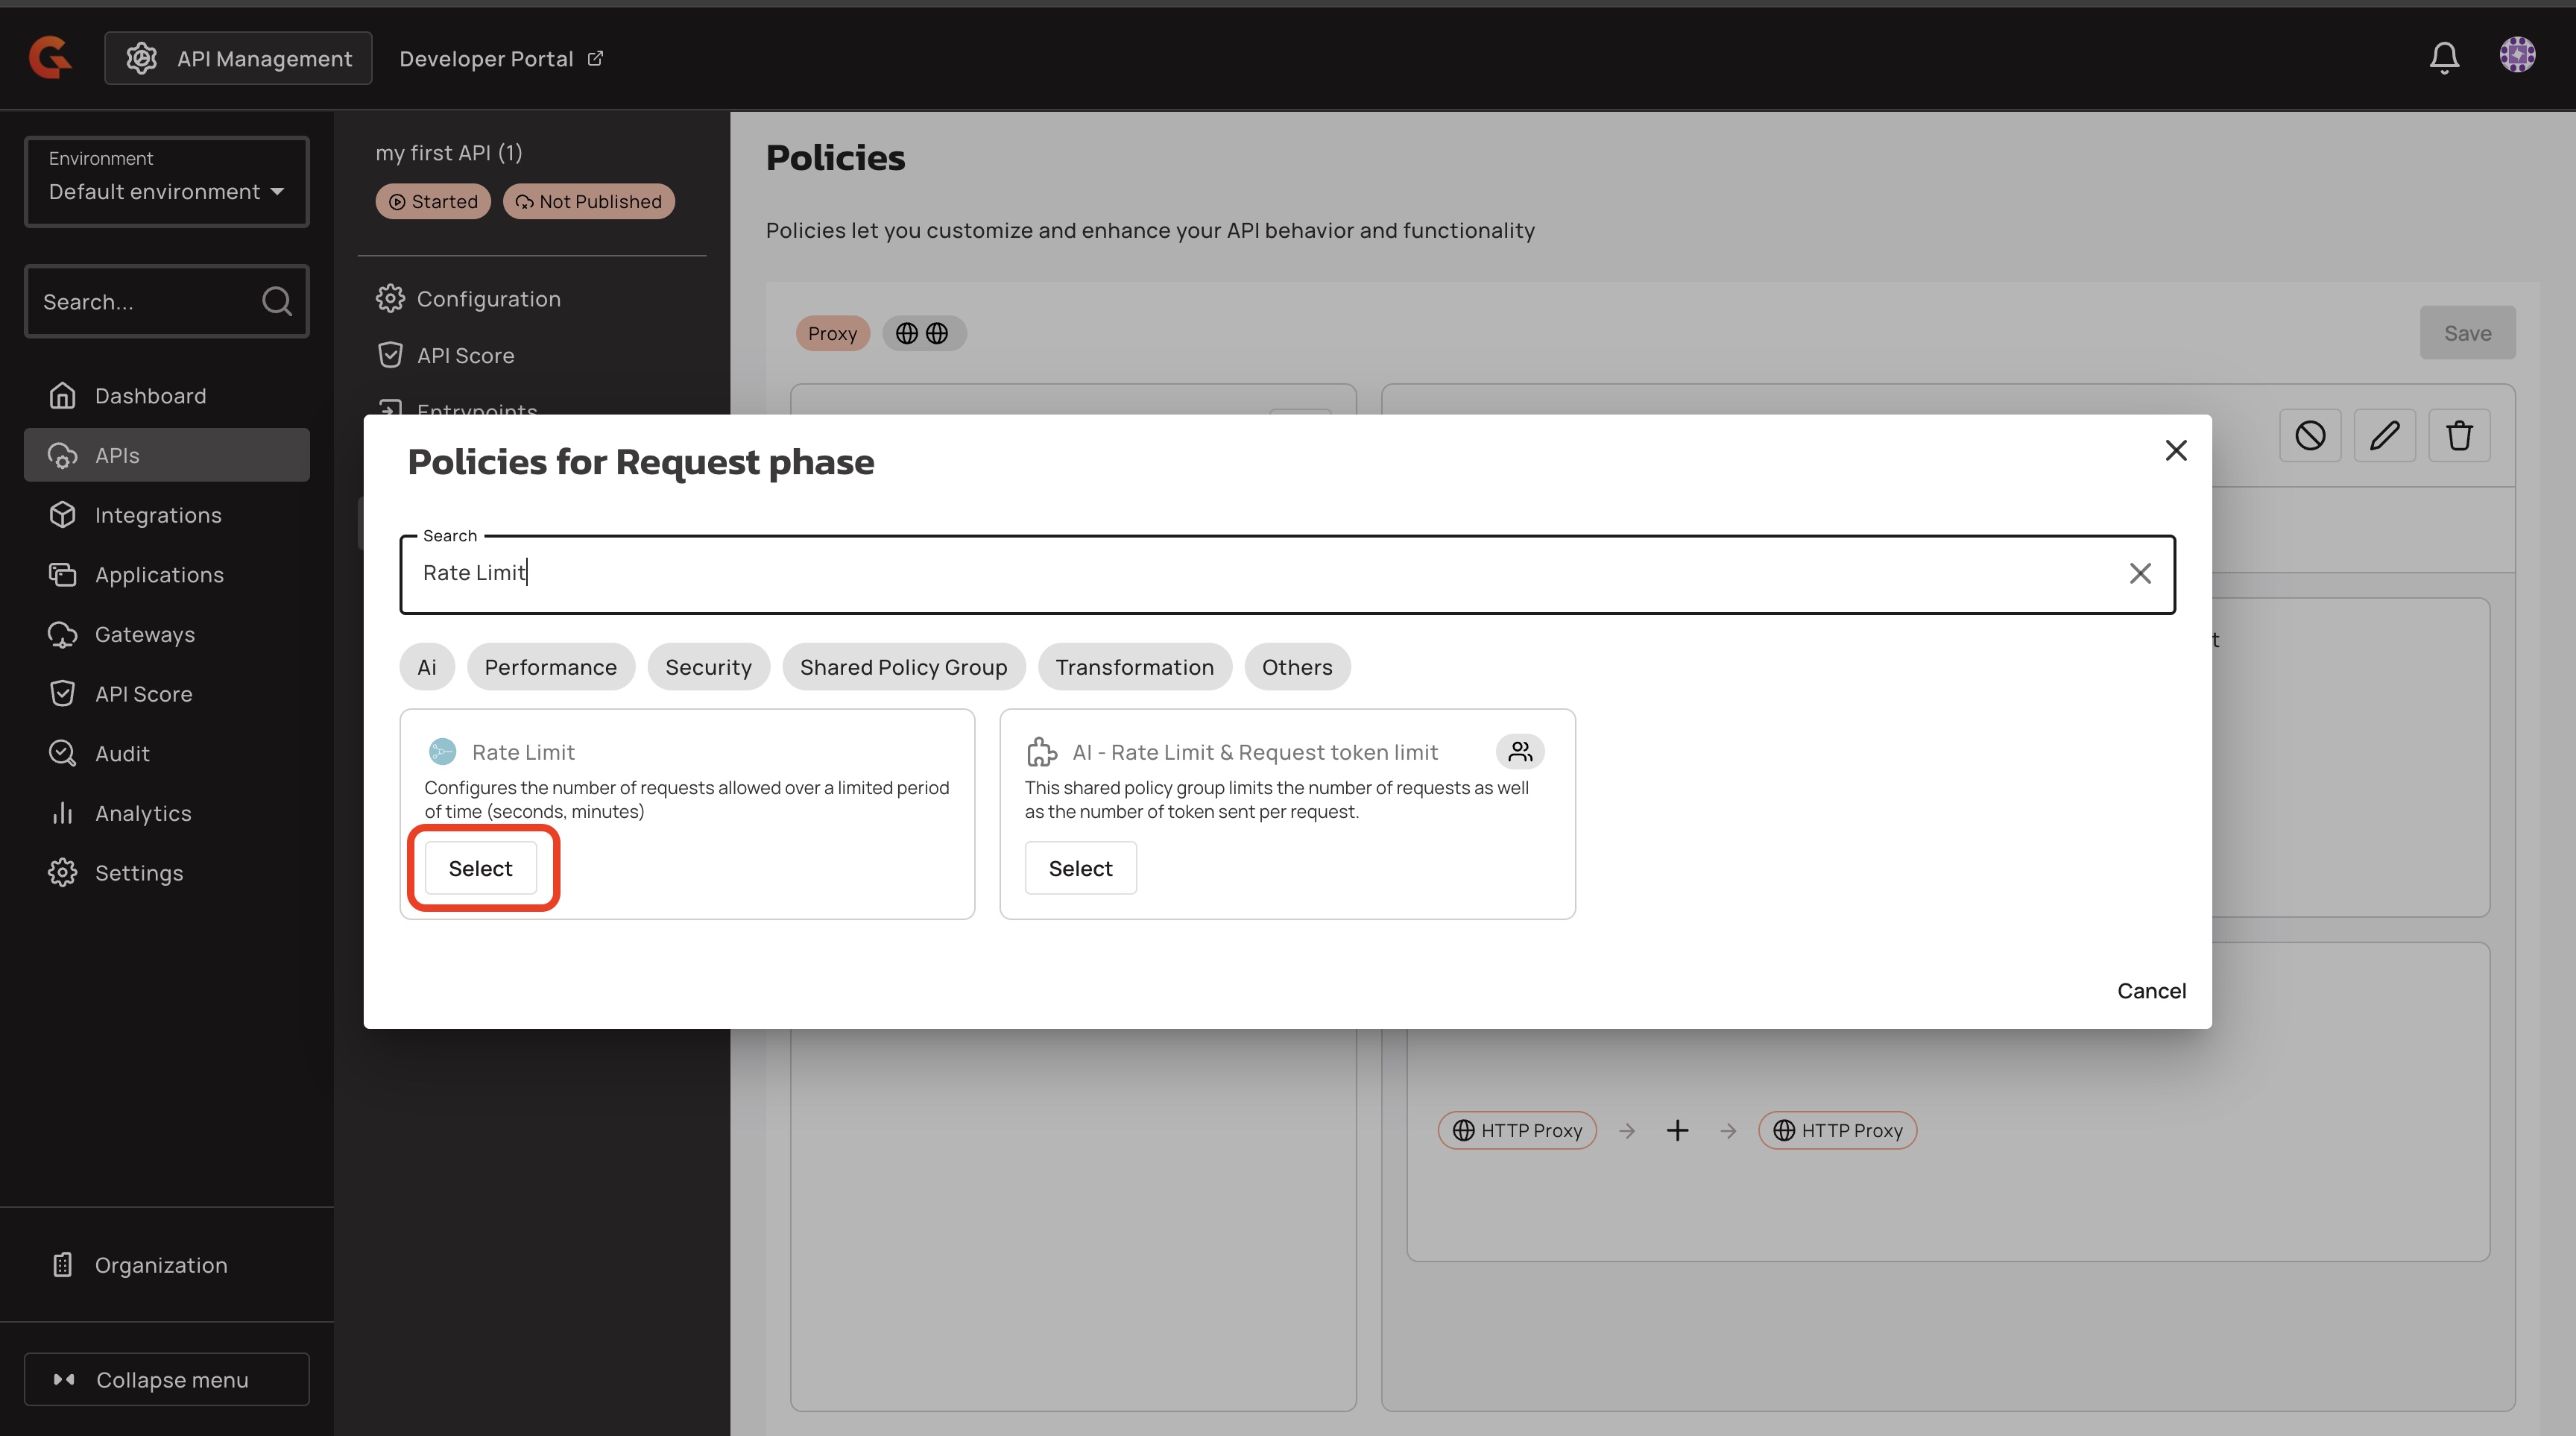 API Management
Developer Portal
Environment
Default environment
Search...
Dashboard
APIs
Integrations
Applications
Gateways
API Score
Audit
Analytics
Settings
Organization
Collapse menu
my first API (1)
Started
Not Published
Configuration
API Score
Entrypoints
Policies
Policies let you customize and enhance your API behavior and functionality
Proxy
Save
Policies for Request phase
Search
Rate Limit
Ai
Performance
Security
Shared Policy Group
Transformation
Others
Rate Limit
Configures the number of requests allowed over a limited period
of time (seconds, minutes)
Select
AI - Rate Limit & Request token limit
This shared policy group limits the number of requests as well
as the number of token sent per request.
Select
Cancel
t
HTTP Proxy
HTTP Proxy